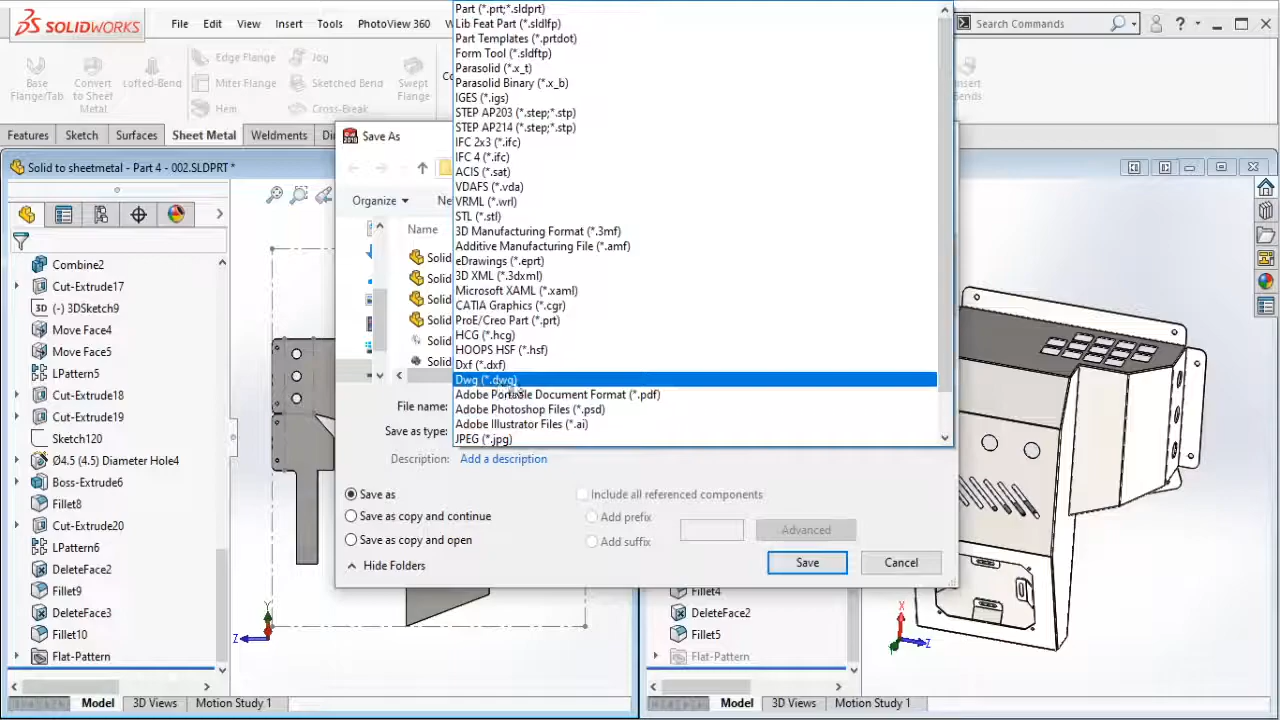 SOLIDWORKS
File
Edit
View
Insert
Tools
PhotoView 360
Search Commands
?
Base Flange/Tab
Convert to Sheet Metal
Lofted-Bend
Edge Flange
Miter Flange
Hem
Jog
Sketched Bend
Cross-Break
Swept Flange
Features
Sketch
Surfaces
Sheet Metal
Weldments
Solid to sheetmetal - Part 4 - 002.SLDPRT *
Combine2
Cut-Extrude17
3D (-) 3DSketch9
Move Face4
Move Face5
LPattern5
Cut-Extrude18
Cut-Extrude19
Sketch120
Ø4.5 (4.5) Diameter Hole4
Boss-Extrude6
Fillet8
Cut-Extrude20
LPattern6
DeleteFace2
Fillet9
DeleteFace3
Fillet10
Flat-Pattern
Y
Z
Model
3D Views
Motion Study 1
Save As
Organize
Name
Solid
Solid
Solid
Solid
Solid
Solid
File name:
Save as type:
Description:
Add a description
Part (*.prt;*.sldprt)
Lib Feat Part (*.sldlfp)
Part Templates (*.prtdot)
Form Tool (*.sldftp)
Parasolid (*.x_t)
Parasolid Binary (*.x_b)
IGES (*.igs)
STEP AP203 (*.step;*.stp)
STEP AP214 (*.step;*.stp)
IFC 2x3 (*.ifc)
IFC 4 (*.ifc)
ACIS (*.sat)
VDAFS (*.vda)
VRML (*.wrl)
STL (*.stl)
3D Manufacturing Format (*.3mf)
Additive Manufacturing File (*.amf)
eDrawings (*.eprt)
3D XML (*.3dxml)
Microsoft XAML (*.xaml)
CATIA Graphics (*.cgr)
ProE/Creo Part (*.prt)
HCG (*.hcg)
HOOPS HSF (*.hsf)
Dxf (*.dxf)
Dwg (*.dwg)
Adobe Portable Document Format (*.pdf)
Adobe Photoshop Files (*.psd)
Adobe Illustrator Files (*.ai)
JPEG (*.jpg)
Save as
Save as copy and continue
Save as copy and open
Include all referenced components
Add prefix
Add suffix
Advanced
Hide Folders
Save
Cancel
Fillet4
DeleteFace2
Fillet5
Flat-Pattern
X
Z
Model
3D Views
Motion Study 1